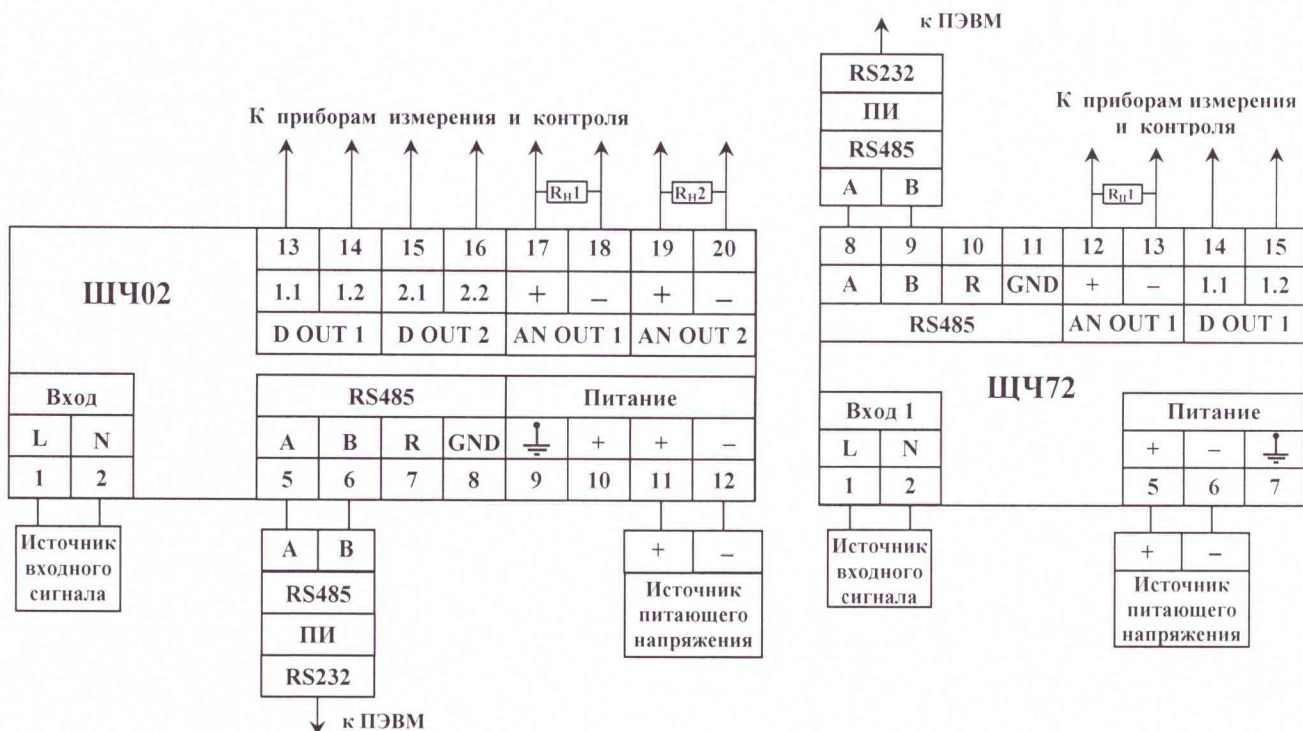 К приборам измерения и контроля
Rн1 Rн2
13 14 15 16 17 18 19 20
ЩЧ02
1.1 1.2 2.1 2.2 + – + –
D OUT 1 D OUT 2 AN OUT 1 AN OUT 2
Вход RS485 Питание
L N A B R GND + + –
1 2 5 6 7 8 9 10 11 12
Источник
входного
сигнала
A B
RS485
ПИ
RS232
к ПЭВМ
+ –
Источник
питающего
напряжения
к ПЭВМ
RS232
ПИ
RS485
A B
К приборам измерения
и контроля
Rн1
8 9 10 11 12 13 14 15
A B R GND + – 1.1 1.2
RS485 AN OUT 1 D OUT 1
ЩЧ72
Вход 1 Питание
L N + –
1 2 5 6 7
Источник
входного
сигнала
+ –
Источник
питающего
напряжения